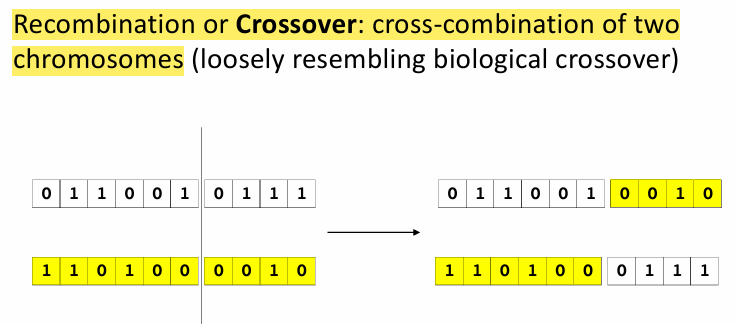 Recombination or Crossover: cross-combination of two
chromosomes (loosely resembling biological crossover)
0 1 1 0 0 1 0 1 1 1 0 1 1 0 0 1 0 0 1 0
1 1 0 1 0 0 0 0 1 0 1 1 0 1 0 0 0 1 1 1